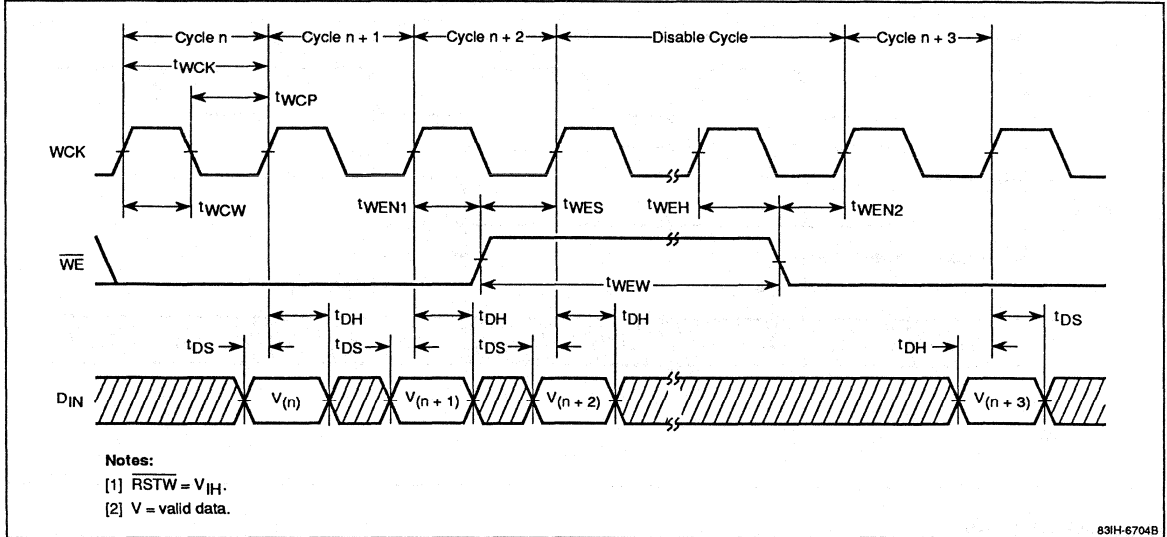 Cycle n Cycle n + 1 Cycle n + 2 Disable Cycle Cycle n + 3
tWCK
tWCP
WCK
tWCW tWEN1 tWES tWEH tWEN2
WE
tWEW
tDH tDH tDH tDS
tDS tDS tDS tDH
DIN V(n) V(n + 1) V(n + 2) V(n + 3)
Notes:
[1] RSTW = VIH.
[2] V = valid data.
83IH-6704B